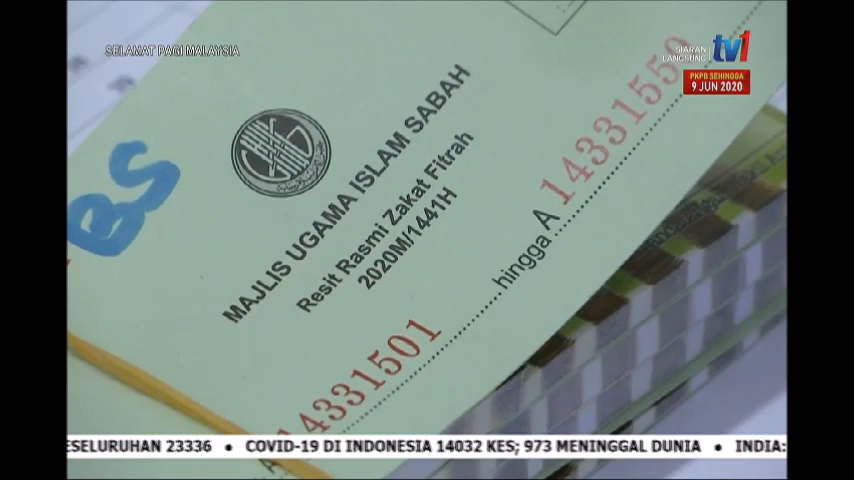 SELAMAT PAGI MALAYSIA
SIARAN
LANGSUNG
tv1
PKPB SEHINGGA
9 JUN 2020
BS
MAJLIS UGAMA ISLAM SABAH
Resit Rasmi Zakat Fitrah
2020M/1441H
14331501 hingga A 14331550
ESELURUHAN 23336 • COVID-19 DI INDONESIA 14032 KES; 973 MENINGGAL DUNIA • INDIA: